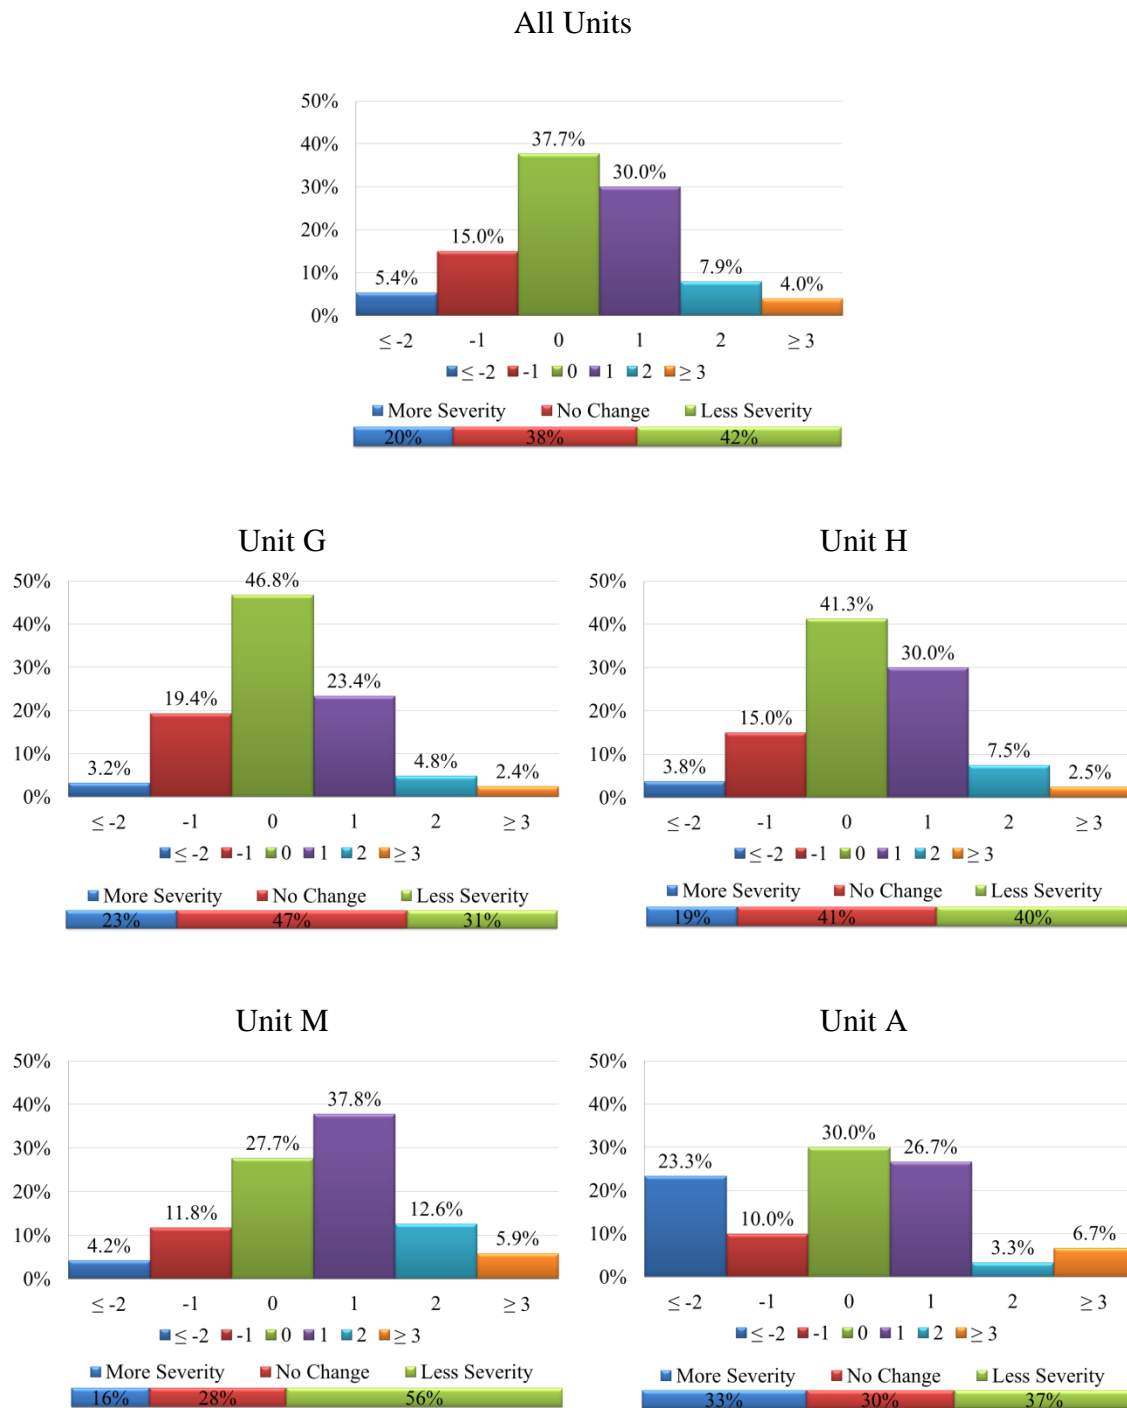 All Units
50%
40%
30%
20%
10%
0%
5.4%
15.0%
37.7%
30.0%
7.9%
4.0%
≤ -2 -1 0 1 2 ≥ 3
≤ -2 -1 0 1 2 ≥ 3
More Severity No Change Less Severity
20% 38% 42%
Unit G
50%
40%
30%
20%
10%
0%
3.2%
19.4%
46.8%
23.4%
4.8%
2.4%
≤ -2 -1 0 1 2 ≥ 3
≤ -2 -1 0 1 2 ≥ 3
More Severity No Change Less Severity
23% 47% 31%
Unit H
50%
40%
30%
20%
10%
0%
3.8%
15.0%
41.3%
30.0%
7.5%
2.5%
≤ -2 -1 0 1 2 ≥ 3
≤ -2 -1 0 1 2 ≥ 3
More Severity No Change Less Severity
19% 41% 40%
Unit M
50%
40%
30%
20%
10%
0%
4.2%
11.8%
27.7%
37.8%
12.6%
5.9%
≤ -2 -1 0 1 2 ≥ 3
≤ -2 -1 0 1 2 ≥ 3
More Severity No Change Less Severity
16% 28% 56%
Unit A
50%
40%
30%
20%
10%
0%
23.3%
10.0%
30.0%
26.7%
3.3%
6.7%
≤ -2 -1 0 1 2 ≥ 3
≤ -2 -1 0 1 2 ≥ 3
More Severity No Change Less Severity
33% 30% 37%